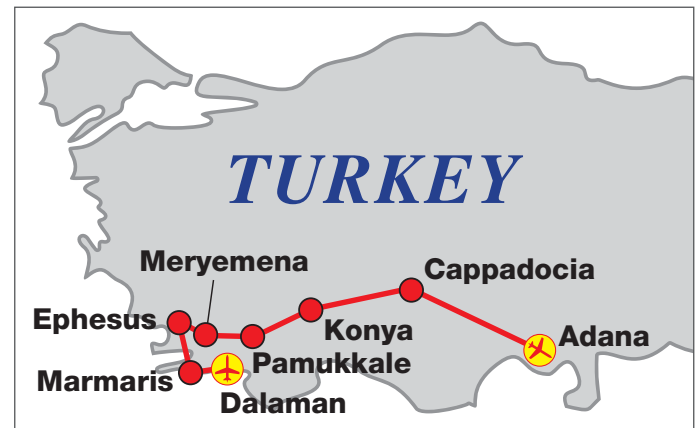 TURKEY
Meryemena
Cappadocia
Ephesus
Konya
Adana
Pamukkale
Marmaris
Dalaman